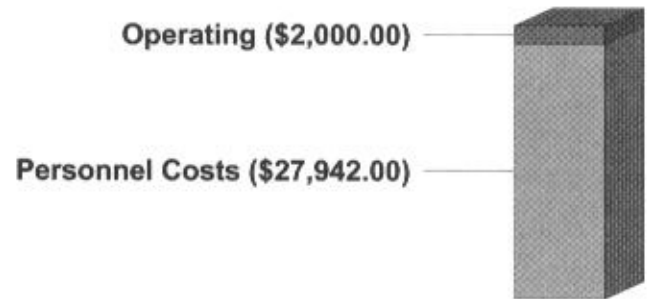 Operating ($2,000.00)
Personnel Costs ($27,942.00)